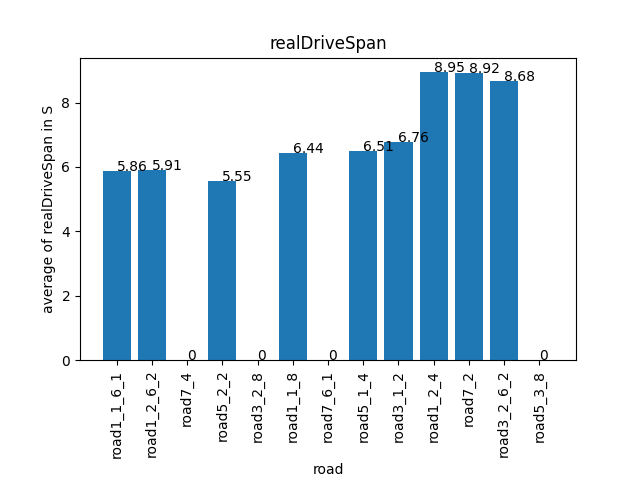 realDriveSpan
average of realDriveSpan in S
8
6
4
2
0
5.86
5.91
0
5.55
0
6.44
0
6.51
6.76
8.95
8.92
8.68
0
road1_1_6_1
road1_2_6_2
road7_4
road5_2_2
road3_2_8
road1_1_8
road7_6_1
road5_1_4
road3_1_2
road1_2_4
road7_2
road3_2_6_2
road5_3_8
road